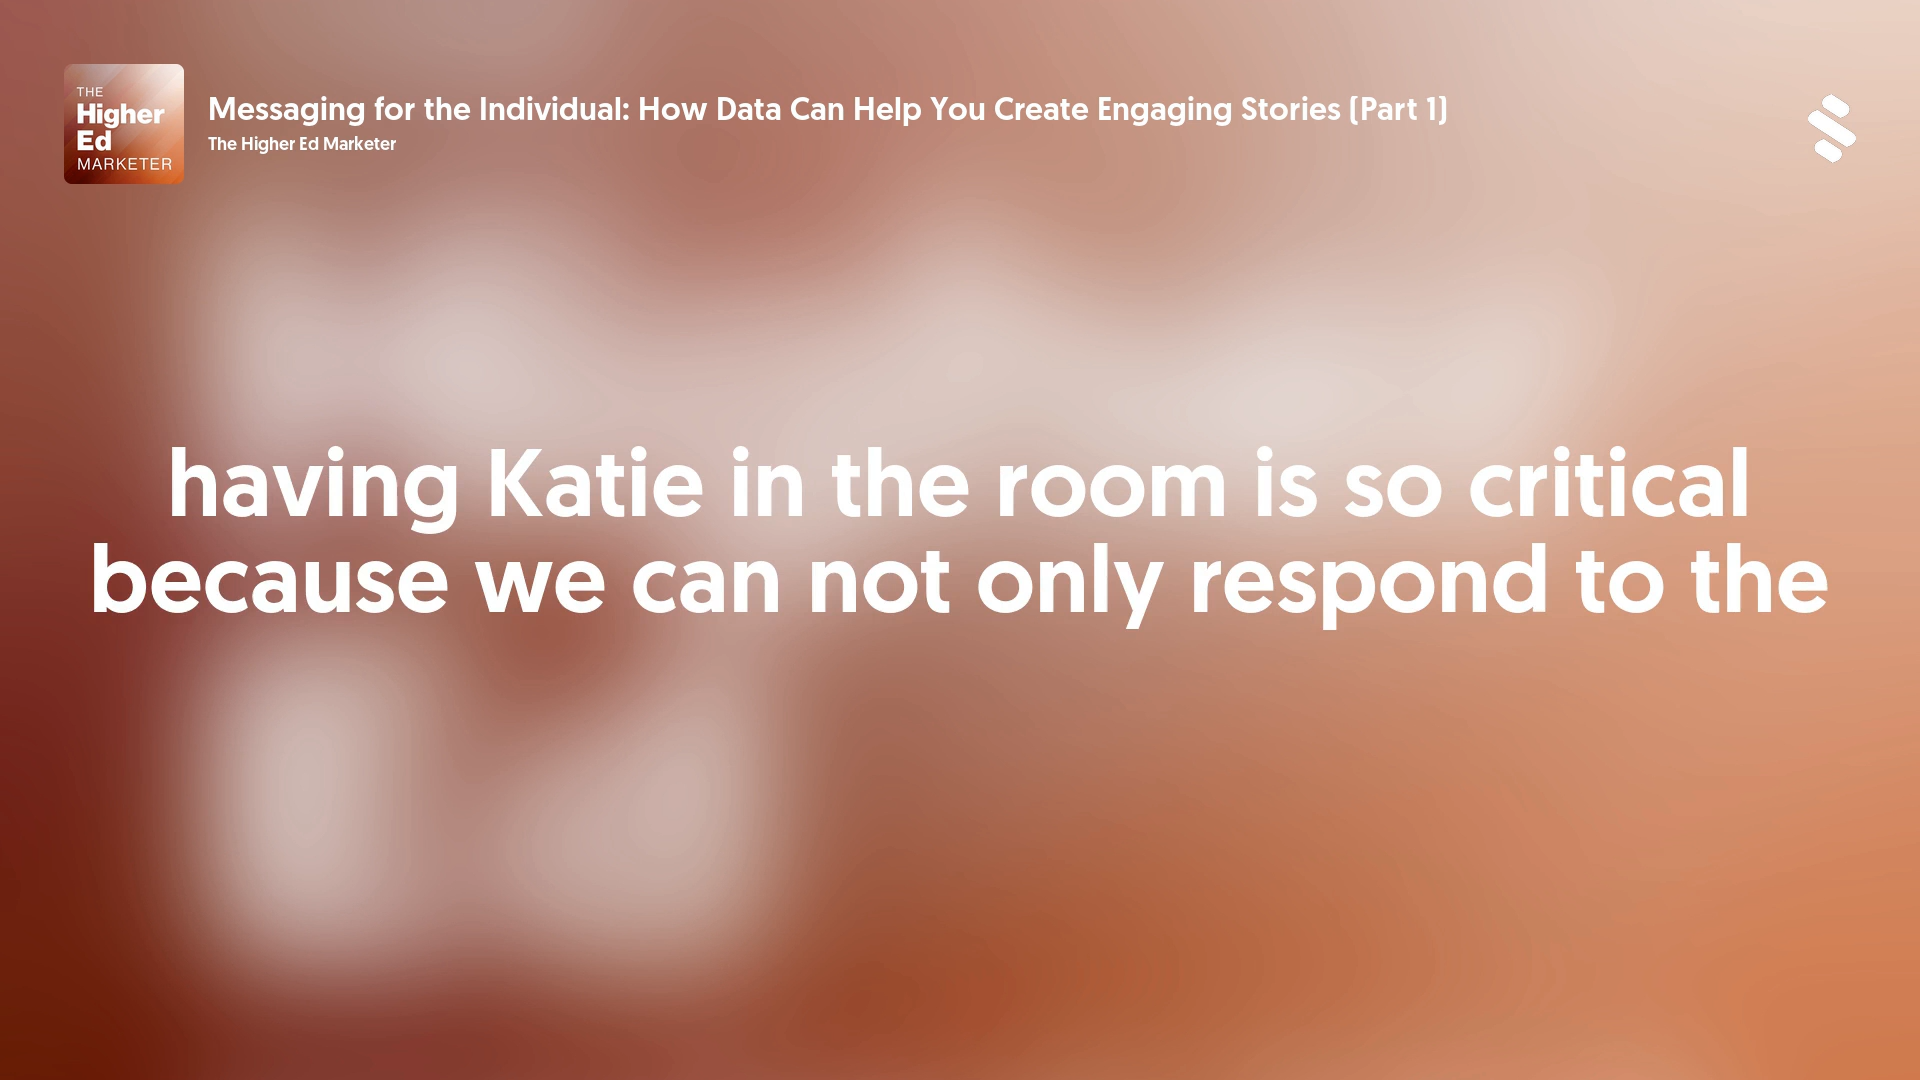 THE
Higher
Ed
MARKETER
Messaging for the Individual: How Data Can Help You Create Engaging Stories (Part 1)
The Higher Ed Marketer
having Katie in the room is so critical
because we can not only respond to the